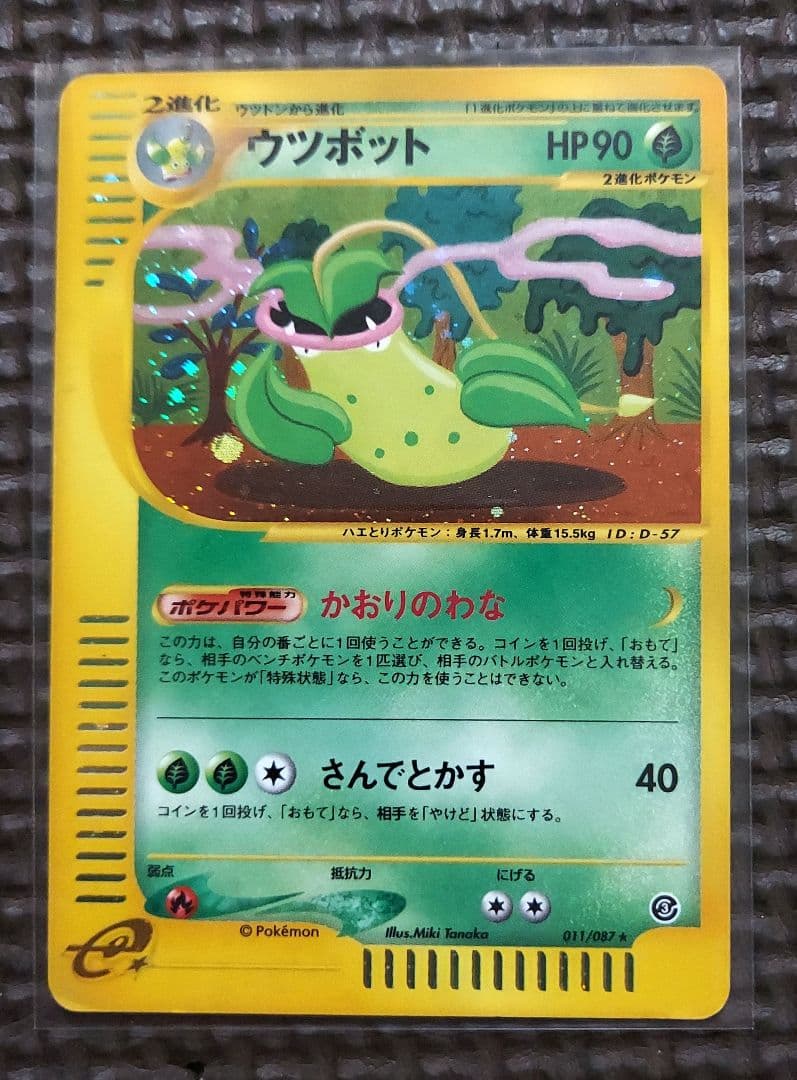 2進化
ウツドンから進化
「1進化ポケモン」の上に重ねて進化させます。
ウツボット
HP90
2進化ポケモン
ハエとりポケモン：身長1.7m、体重15.5kg ID：D-57
特殊能力
ポケパワー
かおりのわな
この力は、自分の番ごとに1回使うことができる。コインを1回投げ、「おもて」
なら、相手のベンチポケモンを1匹選び、相手のバトルポケモンと入れ替える。
このポケモンが「特殊状態」なら、この力を使うことはできない。
さんでとかす 40
コインを1回投げ、「おもて」なら、相手を「やけど」状態にする。
弱点 抵抗力 にげる
3
© Pokémon Illus.Miki Tanaka 011/087★
e